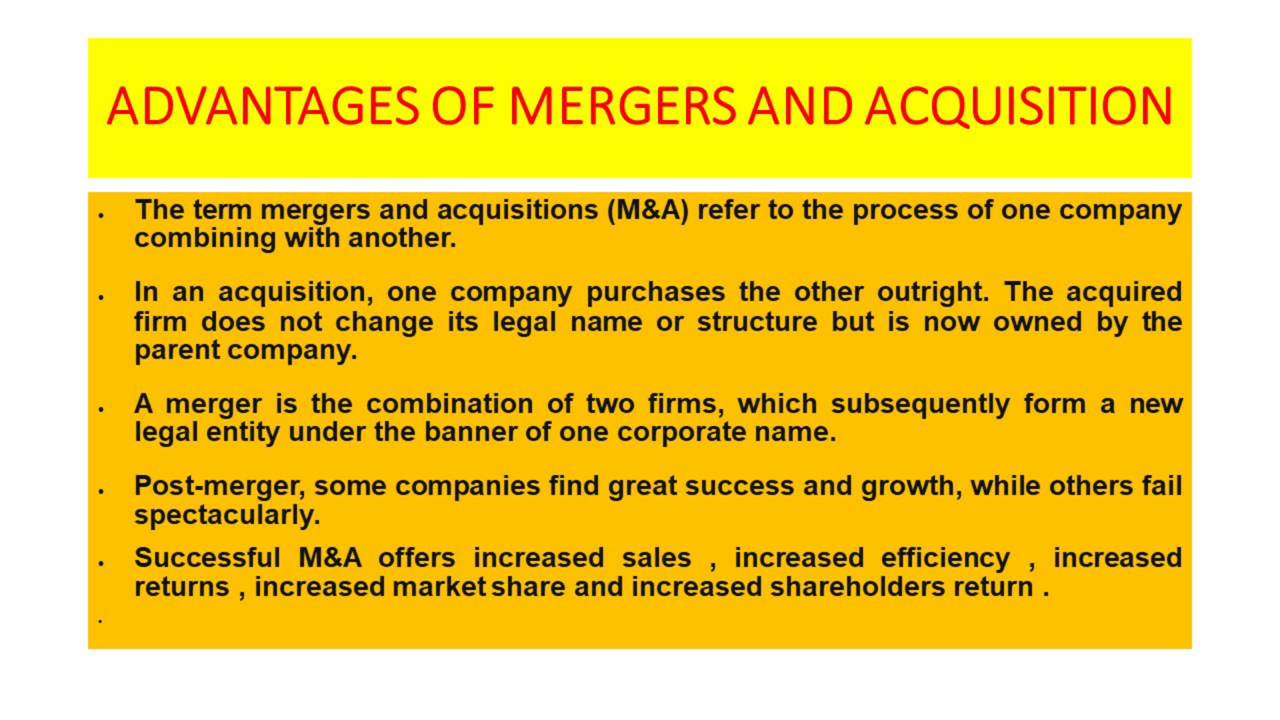 ADVANTAGES OF MERGERS AND ACQUISITION
• The term mergers and acquisitions (M&A) refer to the process of one company
combining with another.
• In an acquisition, one company purchases the other outright. The acquired
firm does not change its legal name or structure but is now owned by the
parent company.
• A merger is the combination of two firms, which subsequently form a new
legal entity under the banner of one corporate name.
• Post-merger, some companies find great success and growth, while others fail
spectacularly.
• Successful M&A offers increased sales , increased efficiency , increased
returns , increased market share and increased shareholders return .
•